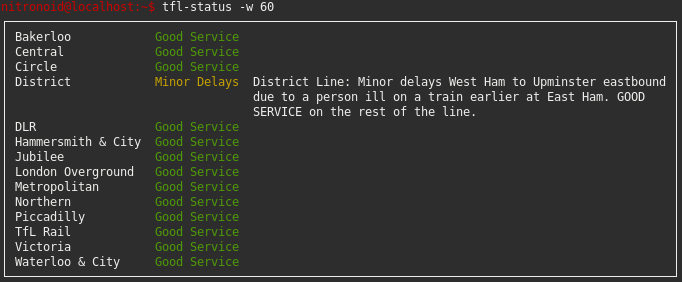 nitronoid@localhost:~$ tfl-status -w 60
Bakerloo Good Service
Central Good Service
Circle Good Service
District Minor Delays District Line: Minor delays West Ham to Upminster eastbound
due to a person ill on a train earlier at East Ham. GOOD
SERVICE on the rest of the line.
DLR Good Service
Hammersmith & City Good Service
Jubilee Good Service
London Overground Good Service
Metropolitan Good Service
Northern Good Service
Piccadilly Good Service
TfL Rail Good Service
Victoria Good Service
Waterloo & City Good Service